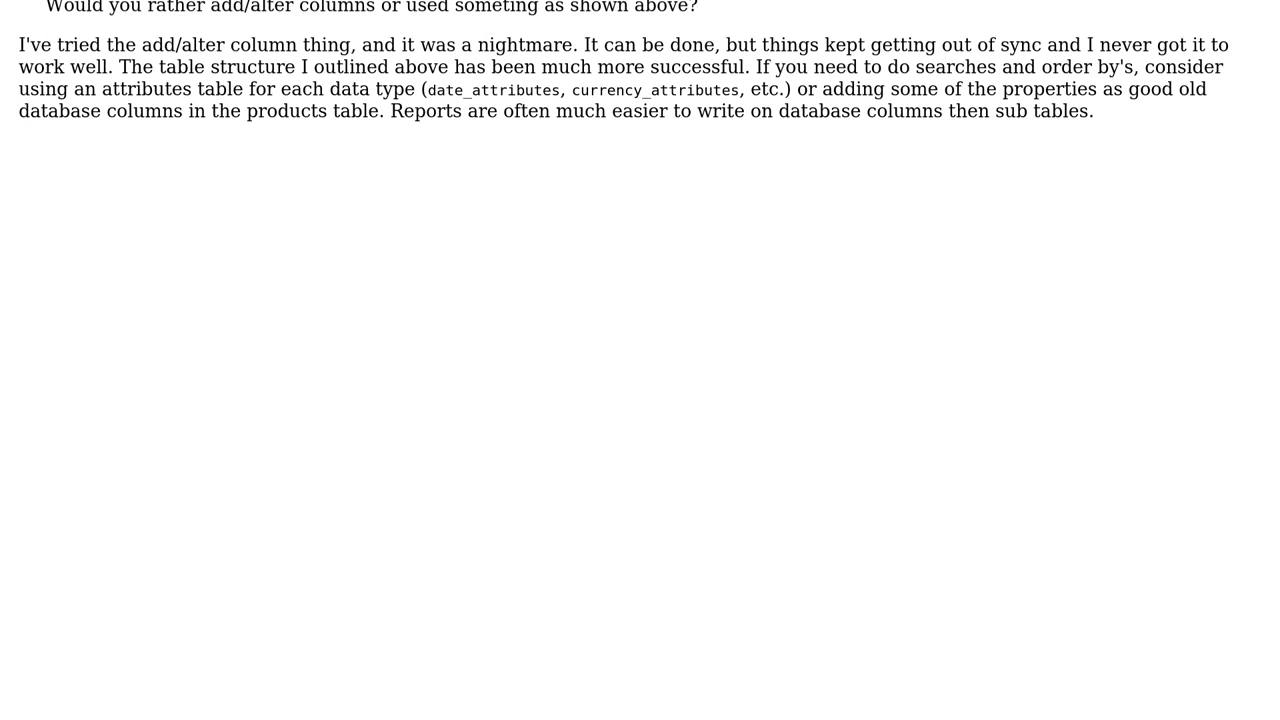 Would you rather add/alter columns or used someting as shown above?
I've tried the add/alter column thing, and it was a nightmare. It can be done, but things kept getting out of sync and I never got it to
work well. The table structure I outlined above has been much more successful. If you need to do searches and order by's, consider
using an attributes table for each data type (date_attributes, currency_attributes, etc.) or adding some of the properties as good old
database columns in the products table. Reports are often much easier to write on database columns then sub tables.